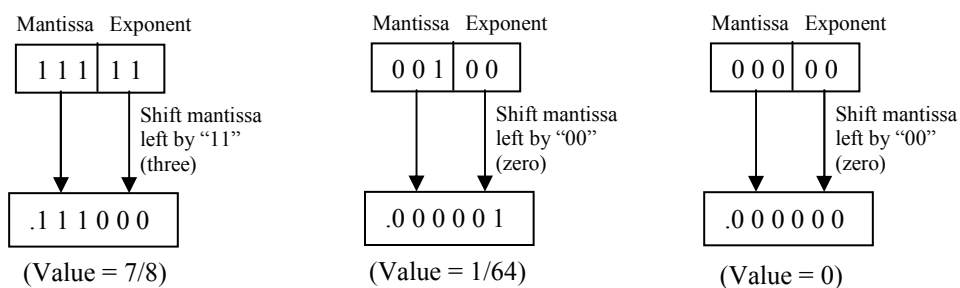 Mantissa Exponent
1 1 1 1 1
Shift mantissa
left by “11”
(three)
.1 1 1 0 0 0
(Value = 7/8)
Mantissa Exponent
0 0 1 0 0
Shift mantissa
left by “00”
(zero)
.0 0 0 0 0 1
(Value = 1/64)
Mantissa Exponent
0 0 0 0 0
Shift mantissa
left by “00”
(zero)
.0 0 0 0 0 0
(Value = 0)